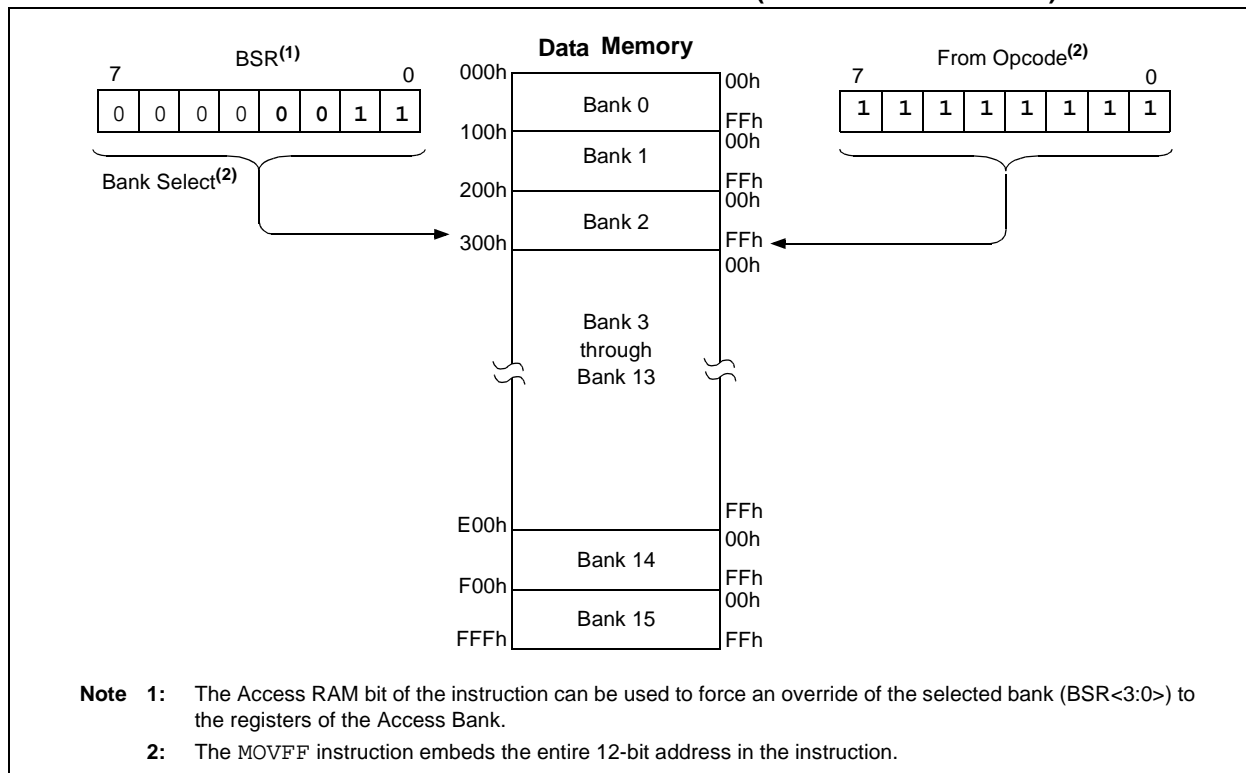 Data Memory
BSR(1)
7 0
0 0 0 0 0 0 1 1
Bank Select(2)
From Opcode(2)
7 0
1 1 1 1 1 1 1 1
000h
00h
Bank 0
FFh
100h
00h
Bank 1
FFh
200h
00h
Bank 2
FFh
300h
00h
Bank 3
through
Bank 13
FFh
E00h
00h
Bank 14
FFh
F00h
00h
Bank 15
FFFh
FFh
Note 1: The Access RAM bit of the instruction can be used to force an override of the selected bank (BSR<3:0>) to
the registers of the Access Bank.
2: The MOVFF instruction embeds the entire 12-bit address in the instruction.